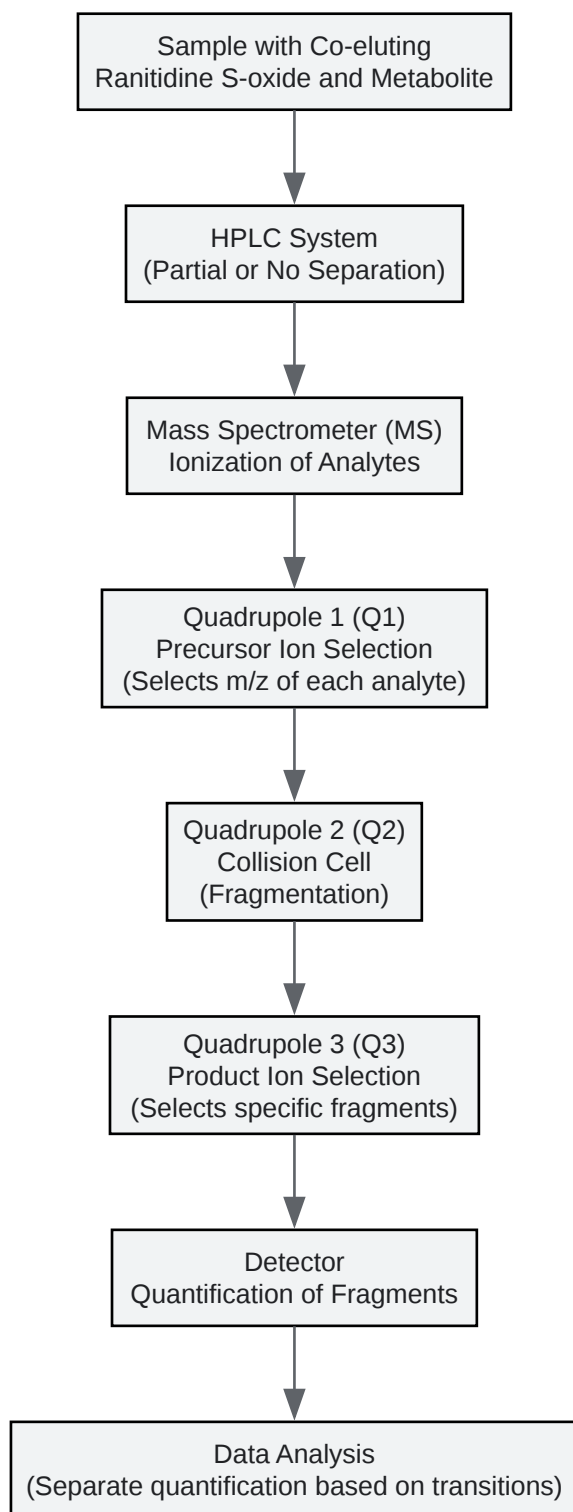 Sample with Co-eluting
Ranitidine S-oxide and Metabolite
HPLC System
(Partial or No Separation)
Mass Spectrometer (MS)
Ionization of Analytes
Quadrupole 1 (Q1)
Precursor Ion Selection
(Selects m/z of each analyte)
Quadrupole 2 (Q2)
Collision Cell
(Fragmentation)
Quadrupole 3 (Q3)
Product Ion Selection
(Selects specific fragments)
Detector
Quantification of Fragments
Data Analysis
(Separate quantification based on transitions)